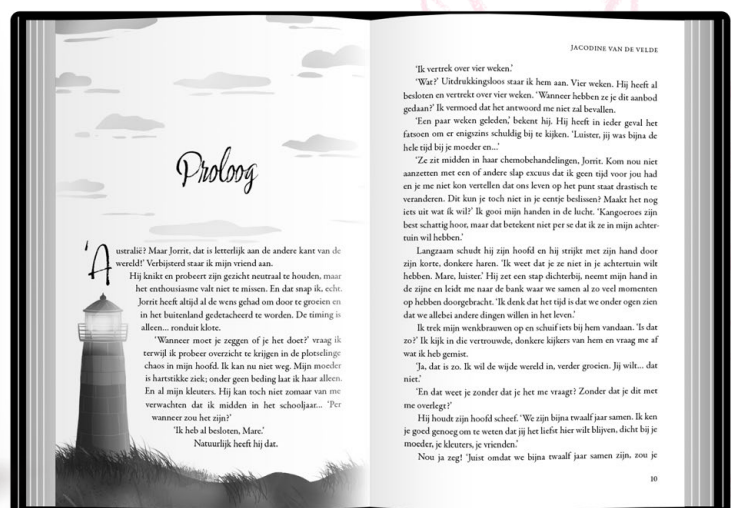 Proloog
'Australië? Maar Jorrit, dat is letterlijk aan de andere kant van de
wereld!' Verbijsterd staar ik mijn vriend aan.
Hij knikt en probeert zijn gezicht neutraal te houden, maar
het enthousiasme valt niet te missen. En dat snap ik, echt.
Jorrit heeft altijd al de wens gehad om door te groeien en
in het buitenland gedetacheerd te worden. De timing is
alleen... ronduit klote.
'Wanneer moet je zeggen of je het doet?' vraag ik
terwijl ik probeer overzicht te krijgen in de plotselinge
chaos in mijn hoofd. Ik kan nu niet weg. Mijn moeder
is hartstikke ziek; onder geen beding laat ik haar alleen.
En al mijn kleuters. Hij kan toch niet zomaar van me
verwachten dat ik midden in het schooljaar... 'Per
wanneer zou het zijn?'
'Ik heb al besloten, Mare.'
Natuurlijk heeft hij dat.
JACODINE VAN DE VELDE
'Ik vertrek over vier weken.'
'Wat?' Uitdrukkingsloos staar ik hem aan. Vier weken. Hij heeft al
besloten en vertrekt over vier weken. 'Wanneer hebben ze je dit aanbod
gedaan?' Ik vermoed dat het antwoord me niet zal bevallen.
'Een paar weken geleden,' bekent hij. Hij heeft in ieder geval het
fatsoen om er enigszins schuldig bij te kijken. 'Luister, jij was bijna de
hele tijd bij je moeder en...'
'Ze zit midden in haar chemobehandelingen, Jorrit. Kom nou niet
aanzetten met een of andere slap excuus dat ik geen tijd voor jou had
en je me niet kon vertellen dat ons leven op het punt staat drastisch te
veranderen. Dit kun je toch niet in je eentje beslissen? Maakt het nog
iets uit wat ik wil?' Ik gooi mijn handen in de lucht. 'Kangoeroes zijn
best schattig hoor, maar dat betekent niet per se dat ik ze in mijn achter-
tuin wil hebben.'
Langzaam schudt hij zijn hoofd en hij strijkt met zijn hand door
zijn korte, donkere haren. 'Ik weet dat je ze niet in je achtertuin wilt
hebben. Mare, luister.' Hij zet een stap dichterbij, neemt mijn hand in
de zijne en leidt me naar de bank waar we samen al zo veel momenten
op hebben doorgebracht. 'Ik denk dat het tijd is dat we onder ogen zien
dat we allebei andere dingen willen in het leven.'
Ik trek mijn wenkbrauwen op en schuif iets bij hem vandaan. 'Is dat
zo?' Ik kijk in die vertrouwde, donkere kijkers van hem en vraag me af
wat ik heb gemist.
'Ja, dat is zo. Ik wil de wijde wereld in, verder groeien. Jij wilt... dat
niet.'
'En dat weet je zonder dat je het me vraagt? Zonder dat je dit met
me overlegt?'
Hij houdt zijn hoofd scheef. 'We zijn bijna twaalf jaar samen. Ik ken
je goed genoeg om te weten dat jij het liefst hier wilt blijven, dicht bij je
moeder, je kleuters, je vrienden.'
Nou ja zeg! 'Juist omdat we bijna twaalf jaar samen zijn, zou je
10